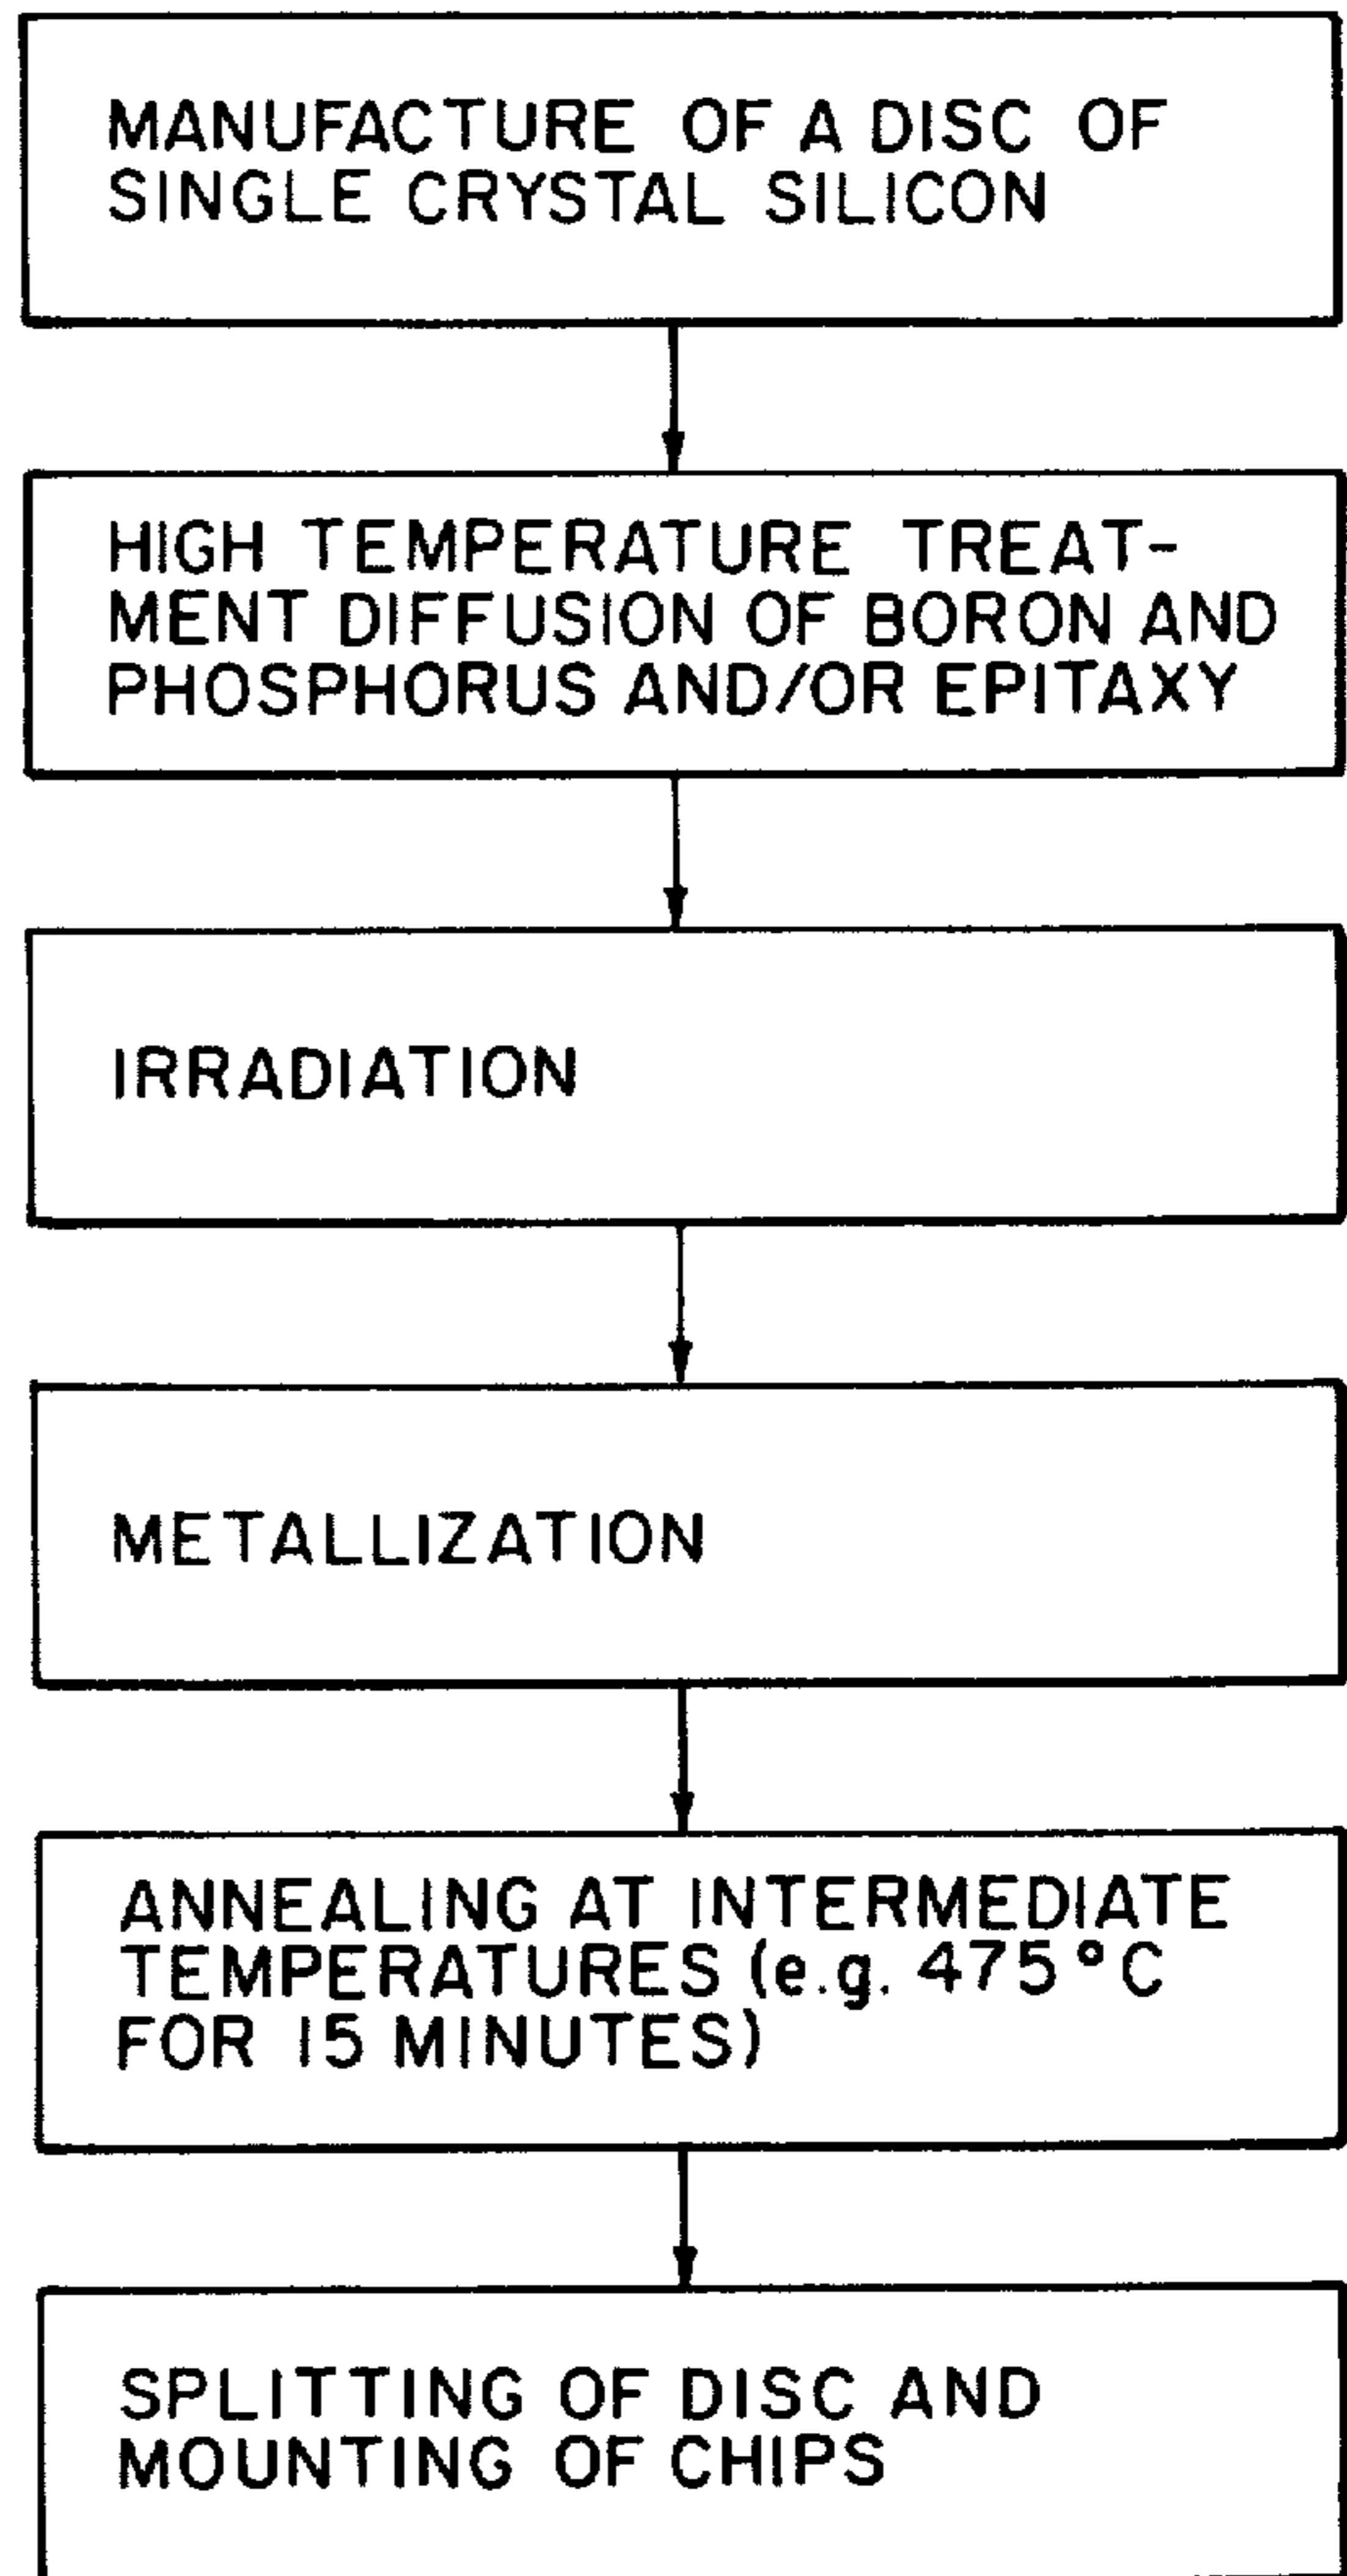 MANUFACTURE OF A DISC OF
SINGLE CRYSTAL SILICON
HIGH TEMPERATURE TREAT-
MENT DIFFUSION OF BORON AND
PHOSPHORUS AND/OR EPITAXY
IRRADIATION
METALLIZATION
ANNEALING AT INTERMEDIATE
TEMPERATURES (e.g. 475°C
FOR 15 MINUTES)
SPLITTING OF DISC AND
MOUNTING OF CHIPS